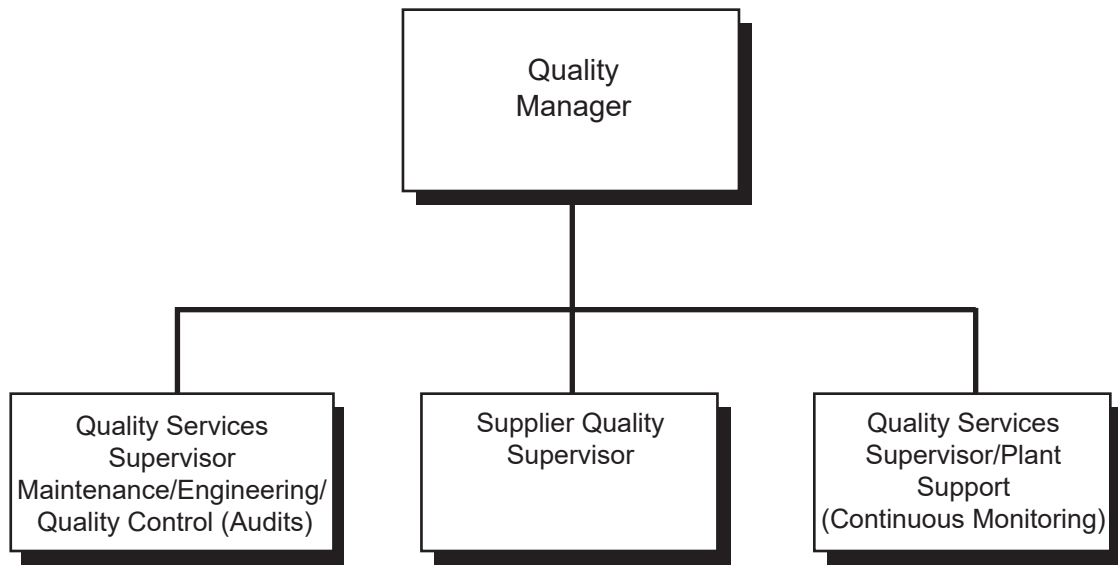 Quality
Manager
Quality Services
Supervisor
Maintenance/Engineering/
Quality Control (Audits)
Supplier Quality
Supervisor
Quality Services
Supervisor/Plant
Support
(Continuous Monitoring)